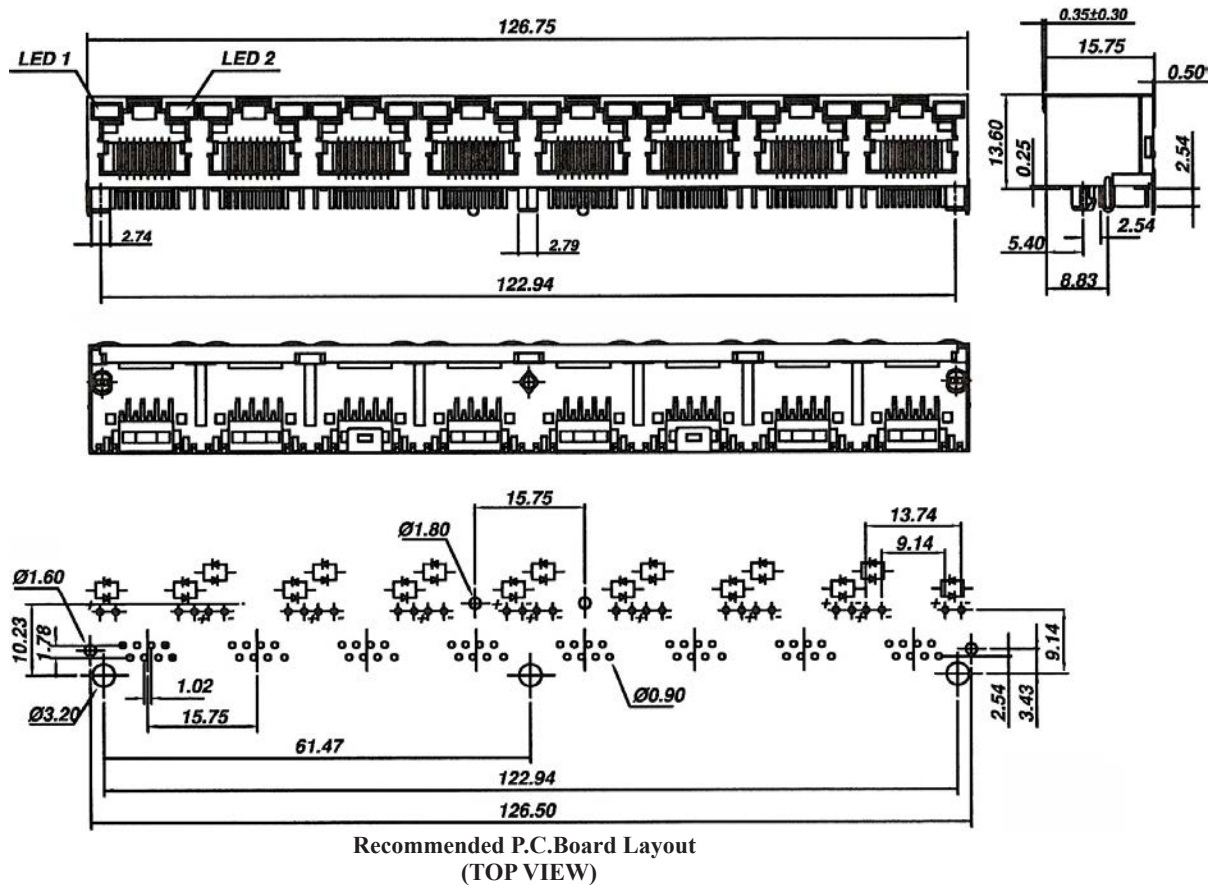 126.75
LED 1
LED 2
0.35±0.30
15.75
0.50*
13.60
0.25
2.54
2.74
2.79
5.40
2.54
8.83
122.94
15.75
13.74
Ø1.80
9.14
Ø1.60
+ + - + - + - + - + - + - + - -
10.23
1.78
9.14
1.02
Ø3.20
15.75
Ø0.90
2.54
3.43
61.47
122.94
126.50
Recommended P.C.Board Layout
(TOP VIEW)